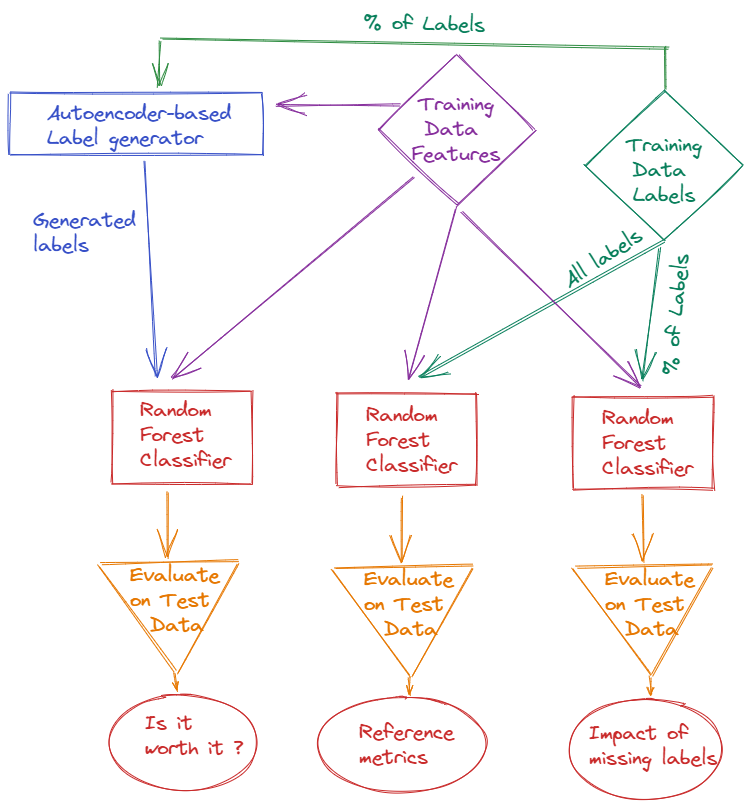 % of Labels
Autoencoder-based
Label generator
Training
Data
Features
Training
Data
Labels
Generated
labels
All labels
% of Labels
Random
Forest
Classifier
Random
Forest
Classifier
Random
Forest
Classifier
Evaluate
on Test
Data
Evaluate
on Test
Data
Evaluate
on Test
Data
Is it
worth it ?
Reference
metrics
Impact of
missing labels